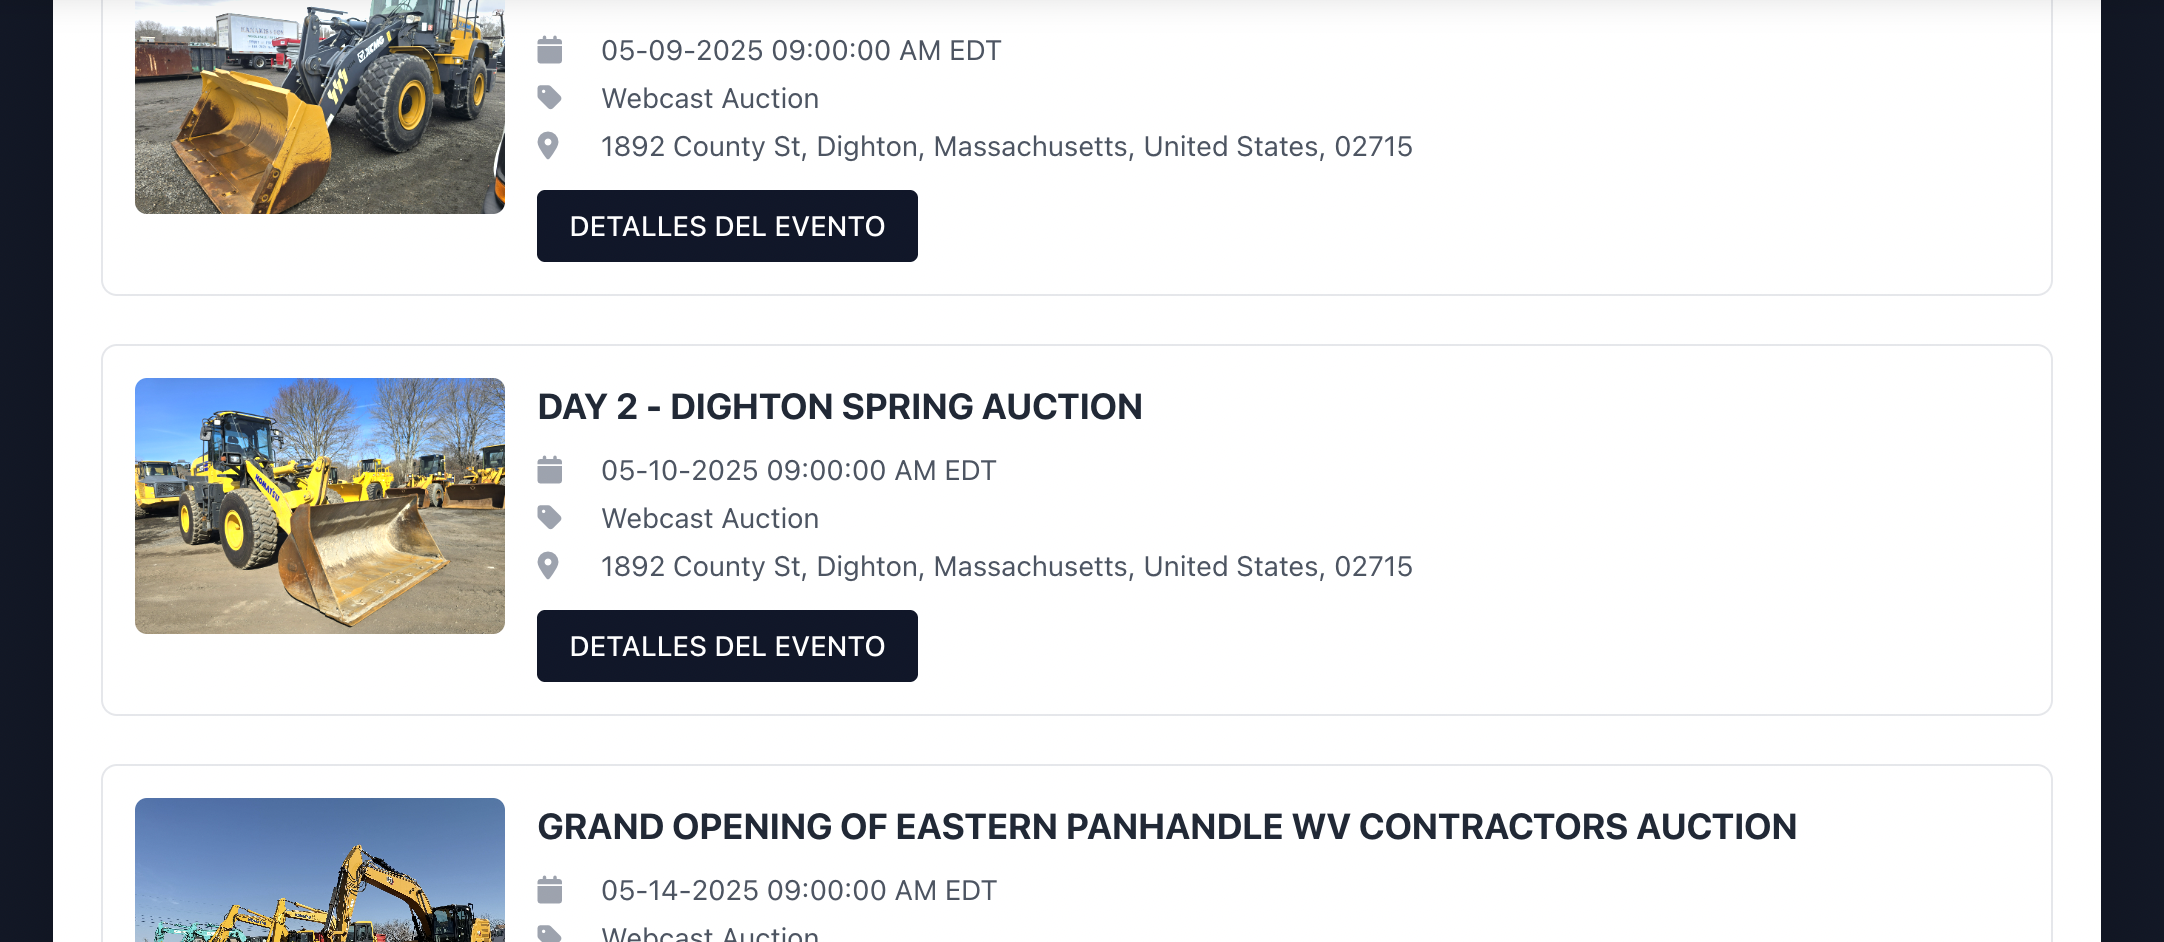 05-09-2025 09:00:00 AM EDT
Webcast Auction
1892 County St, Dighton, Massachusetts, United States, 02715
DETALLES DEL EVENTO
DAY 2 - DIGHTON SPRING AUCTION
KOMATSU
05-10-2025 09:00:00 AM EDT
Webcast Auction
1892 County St, Dighton, Massachusetts, United States, 02715
DETALLES DEL EVENTO
GRAND OPENING OF EASTERN PANHANDLE WV CONTRACTORS AUCTION
05-14-2025 09:00:00 AM EDT
Webcast Auction